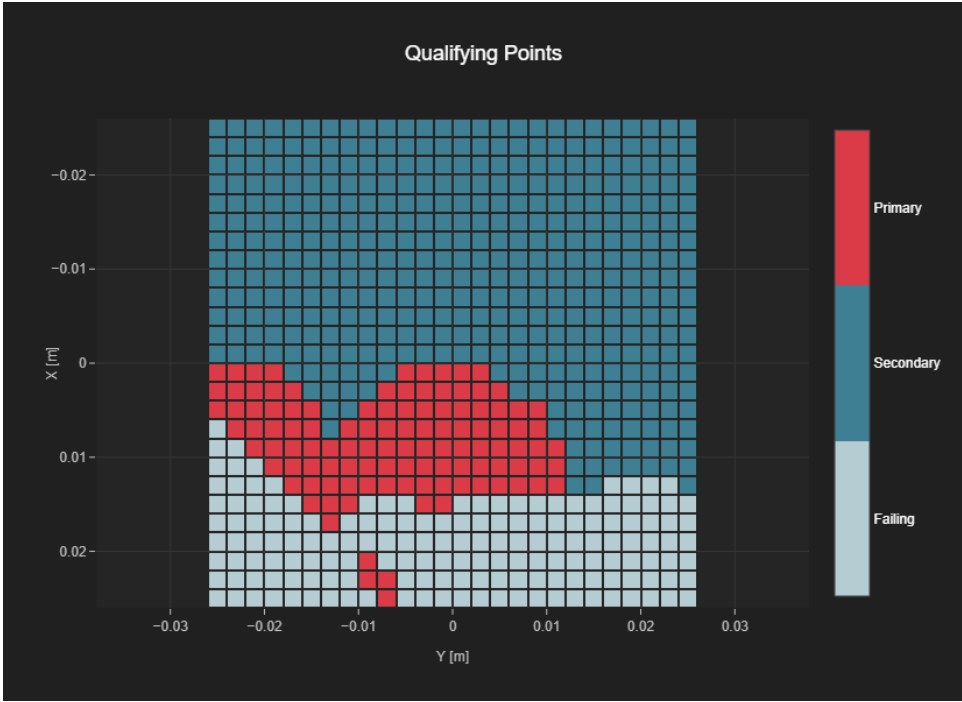 Qualifying Points
−0.02
−0.01
0
0.01
0.02
X [m]
−0.03
−0.02
−0.01
0
0.01
0.02
0.03
Y [m]
Primary
Secondary
Failing